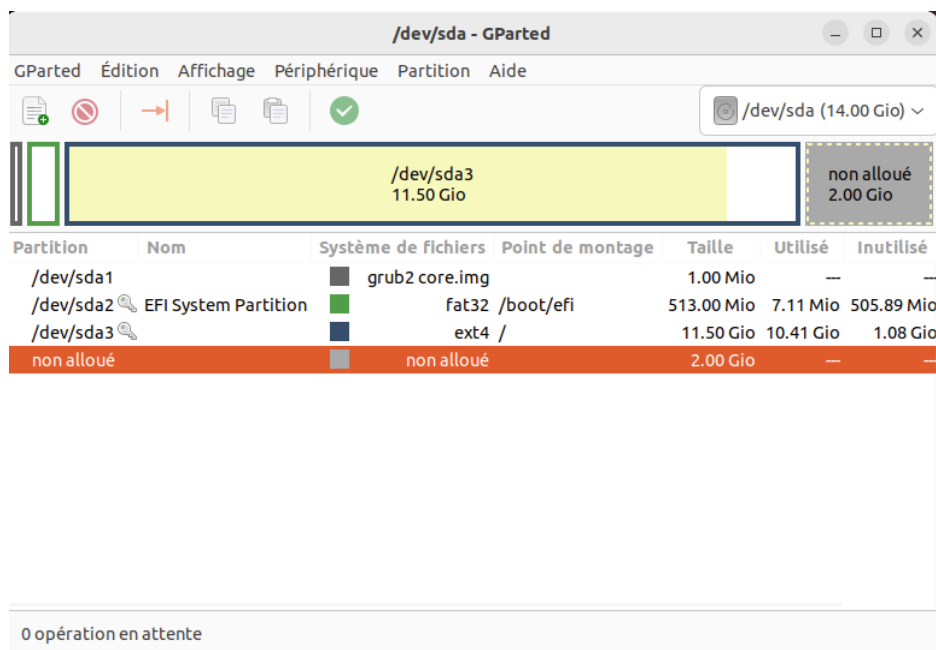 /dev/sda - GParted
GParted Édition Affichage Périphérique Partition Aide
/dev/sda (14.00 Gio)
/dev/sda3
11.50 Gio
non alloué
2.00 Gio
Partition Nom Système de fichiers Point de montage Taille Utilisé Inutilisé
/dev/sda1 grub2 core.img 1.00 Mio --- ---
/dev/sda2 EFI System Partition fat32 /boot/efi 513.00 Mio 7.11 Mio 505.89 Mio
/dev/sda3 ext4 / 11.50 Gio 10.41 Gio 1.08 Gio
non alloué non alloué 2.00 Gio --- ---
0 opération en attente